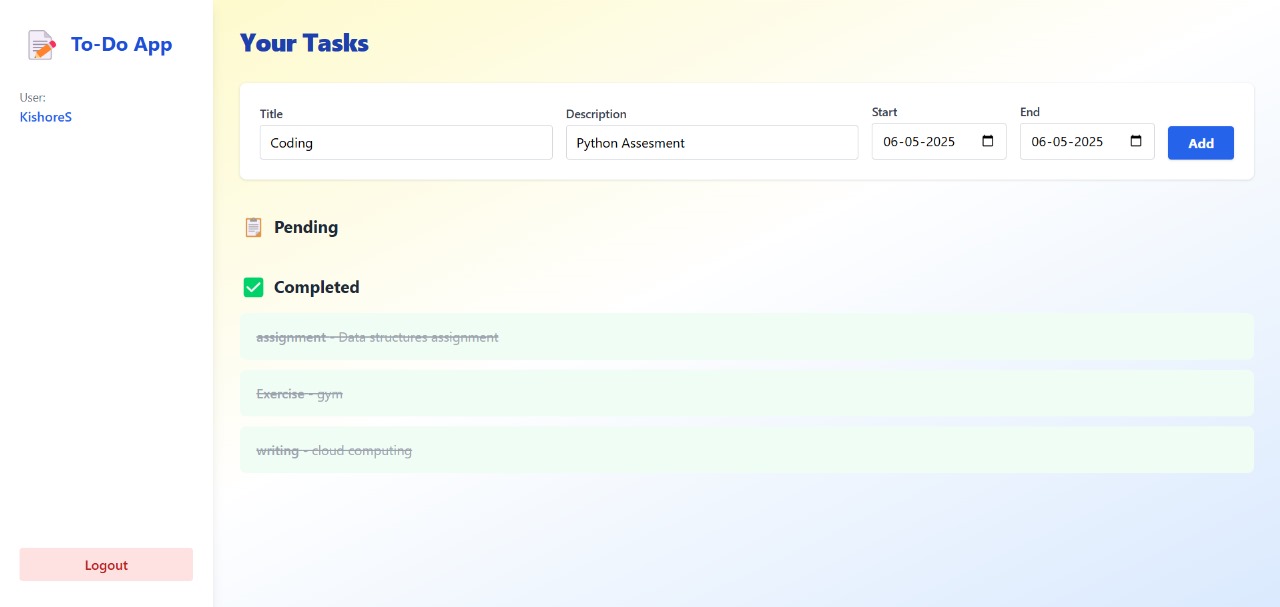 To-Do App
User:
KishoreS
Your Tasks
Title
Description
Start
End
Coding
Python Assesment
06-05-2025
06-05-2025
Add
Pending
Completed
assignment - Data structures assignment
Exercise - gym
writing - cloud computing
Logout